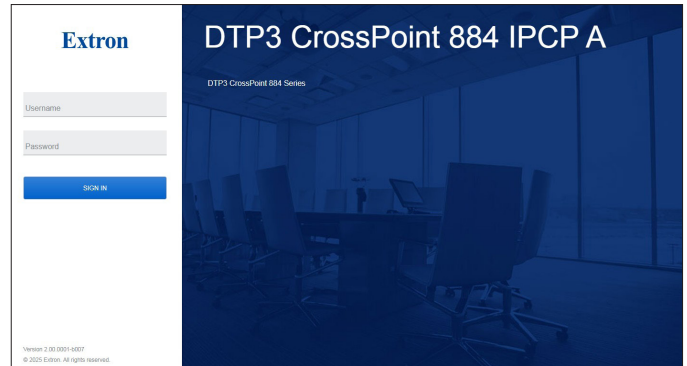 Extron
Username
Password
SIGN IN
Version 2.00.0001-b007
© 2025 Extron. All rights reserved.
DTP3 CrossPoint 884 IPCP A
DTP3 CrossPoint 884 Series